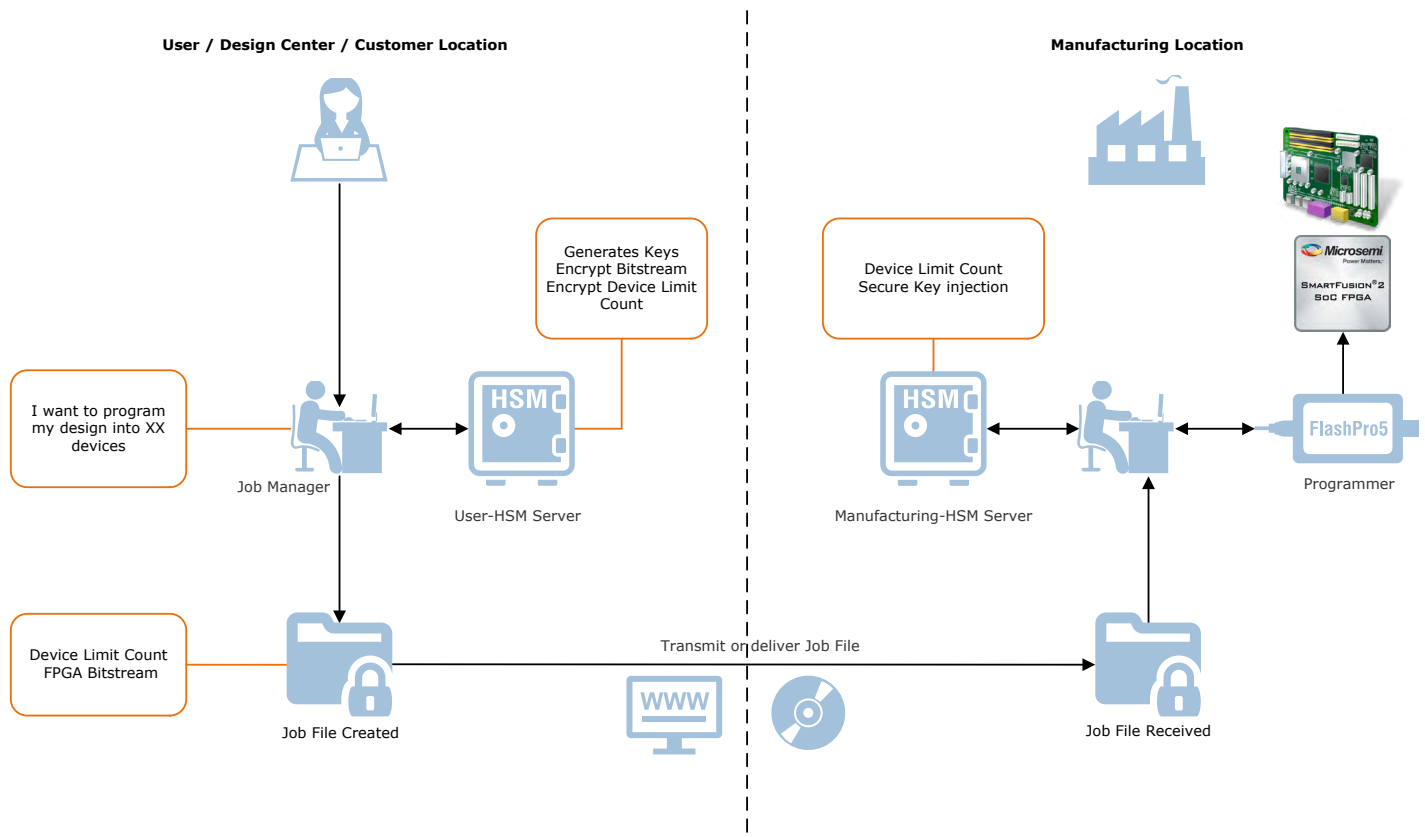 User / Design Center / Customer Location
Manufacturing Location
Generates Keys
Encrypt Bitstream
Encrypt Device Limit
Count
Device Limit Count
Secure Key injection
Microsemi
Power Matters.™
SmartFusion®2
SoC FPGA
I want to program
my design into XX
devices
HSM
HSM
FlashPro5
Job Manager
User-HSM Server
Manufacturing-HSM Server
Programmer
Device Limit Count
FPGA Bitstream
Transmit or deliver Job File
WWW
Job File Created
Job File Received